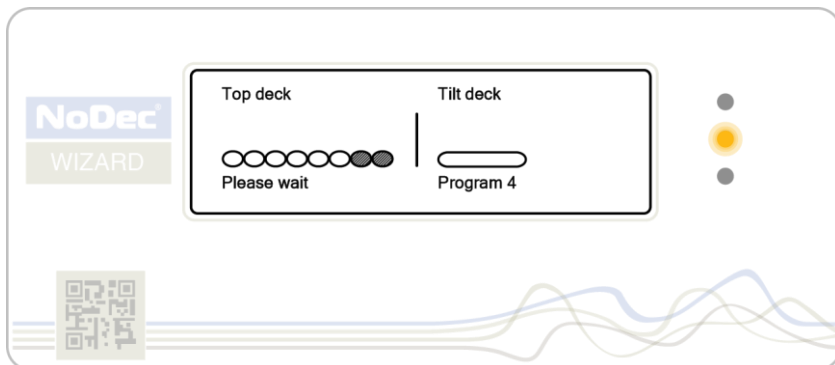 NoDec®
WIZARD
Top deck
Tilt deck
Please wait
Program 4